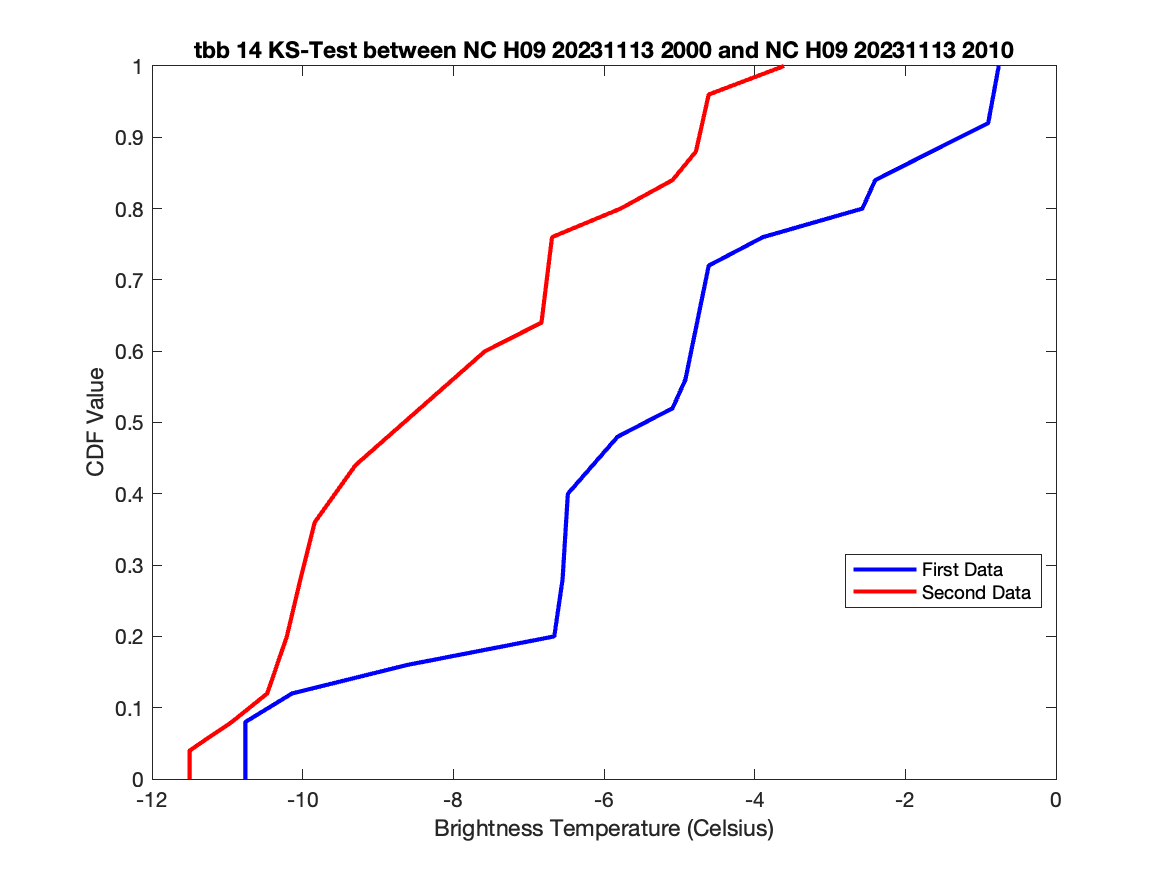 tbb 14 KS-Test between NC H09 20231113 2000 and NC H09 20231113 2010
1
0.9
0.8
0.7
0.6
0.5
0.4
0.3
0.2
0.1
0
CDF Value
First Data
Second Data
-12 -10 -8 -6 -4 -2 0
Brightness Temperature (Celsius)